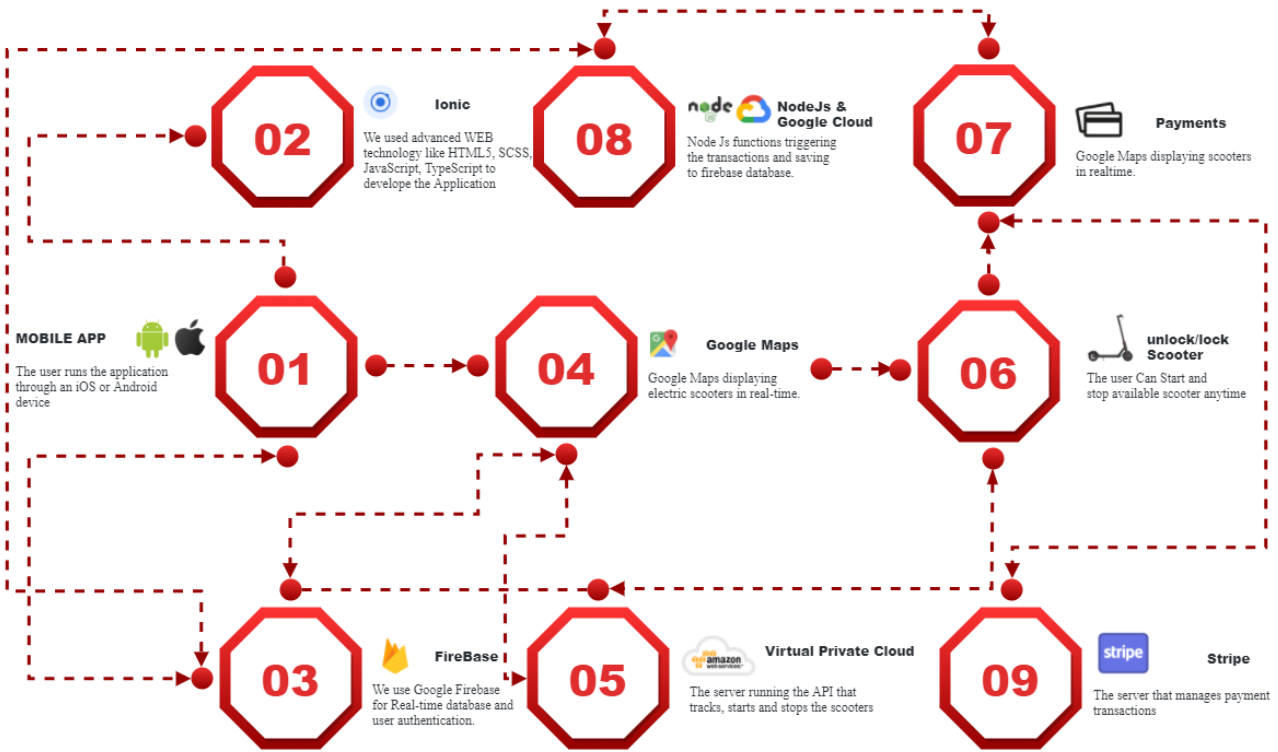 02
Ionic
We used advanced WEB
technology like HTML5, SCSS,
JavaScript, TypeScript to
develope the Application
08
node
NodeJs &
Google Cloud
Node Js functions triggering
the transactions and saving
to firebase database.
07
Payments
Google Maps displaying scooters
in realtime.
MOBILE APP
The user runs the application
through an iOS or Android
device
01
04
G
Google Maps
Google Maps displaying
electric scooters in real-time.
06
unlock/lock
Scooter
The user Can Start and
stop available scooter anytime
03
FireBase
We use Google Firebase
for Real-time database and
user authentication.
05
amazon
web services™
Virtual Private Cloud
The server running the API that
tracks, starts and stops the scooters
09
stripe
Stripe
The server that manages payment
transactions